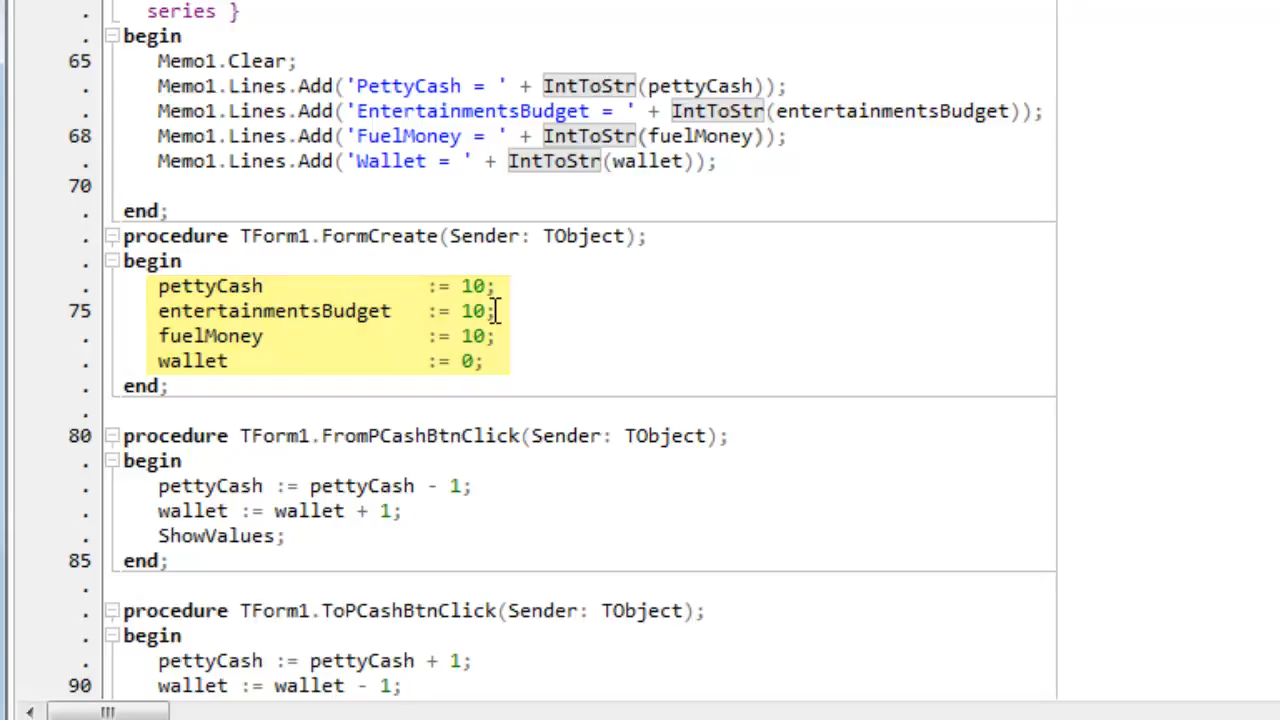 series }
. begin
65 Memo1.Clear;
. Memo1.Lines.Add('PettyCash = ' + IntToStr(pettyCash));
. Memo1.Lines.Add('EntertainmentsBudget = ' + IntToStr(entertainmentsBudget));
68 Memo1.Lines.Add('FuelMoney = ' + IntToStr(fuelMoney));
. Memo1.Lines.Add('Wallet = ' + IntToStr(wallet));
70
. end;
. procedure TForm1.FormCreate(Sender: TObject);
. begin
. pettyCash := 10;
75 entertainmentsBudget := 10;
. fuelMoney := 10;
. wallet := 0;
. end;
.
80 procedure TForm1.FromPCashBtnClick(Sender: TObject);
. begin
. pettyCash := pettyCash - 1;
. wallet := wallet + 1;
. ShowValues;
85 end;
.
. procedure TForm1.ToPCashBtnClick(Sender: TObject);
. begin
. pettyCash := pettyCash + 1;
90 wallet := wallet - 1;